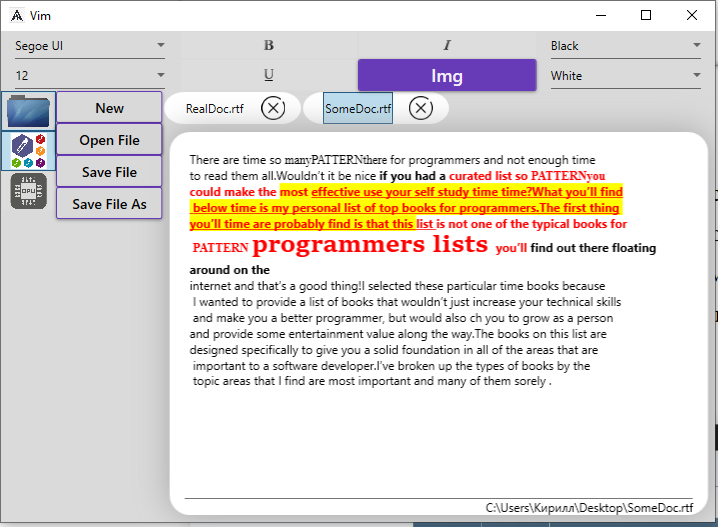 Vim
Segoe UI
B
I
Black
12
U
Img
White
New
Open File
Save File
Save File As
CPU
RealDoc.rtf
SomeDoc.rtf
There are time so manyPATTERNthere for programmers and not enough time
to read them all.Wouldn't it be nice if you had a curated list so PATTERNyou
could make the most effective use your self study time time?What you'll find
below time is my personal list of top books for programmers.The first thing
you'll time are probably find is that this list is not one of the typical books for
PATTERN programmers lists you'll find out there floating
around on the
internet and that's a good thing!I selected these particular time books because
I wanted to provide a list of books that wouldn't just increase your technical skills
and make you a better programmer, but would also ch you to grow as a person
and provide some entertainment value along the way.The books on this list are
designed specifically to give you a solid foundation in all of the areas that are
important to a software developer.I've broken up the types of books by the
topic areas that I find are most important and many of them sorely .
C:\Users\Кирилл\Desktop\SomeDoc.rtf